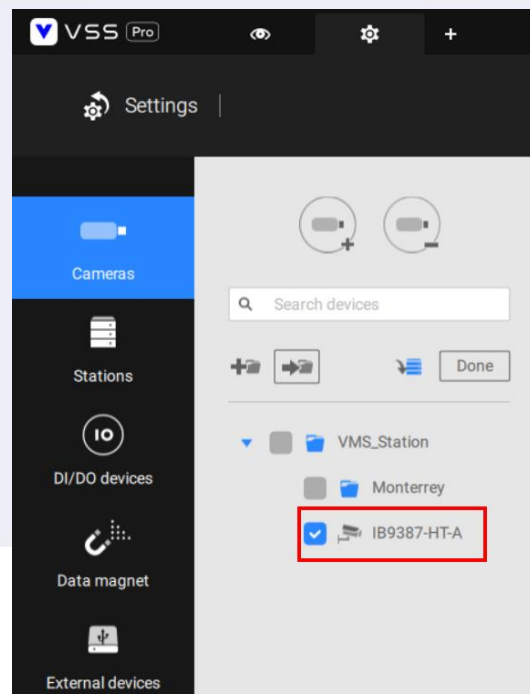 VSS Pro
Settings
Cameras
Search devices
Stations
Done
VMS_Station
IO
Monterrey
DI/DO devices
IB9387-HT-A
Data magnet
External devices